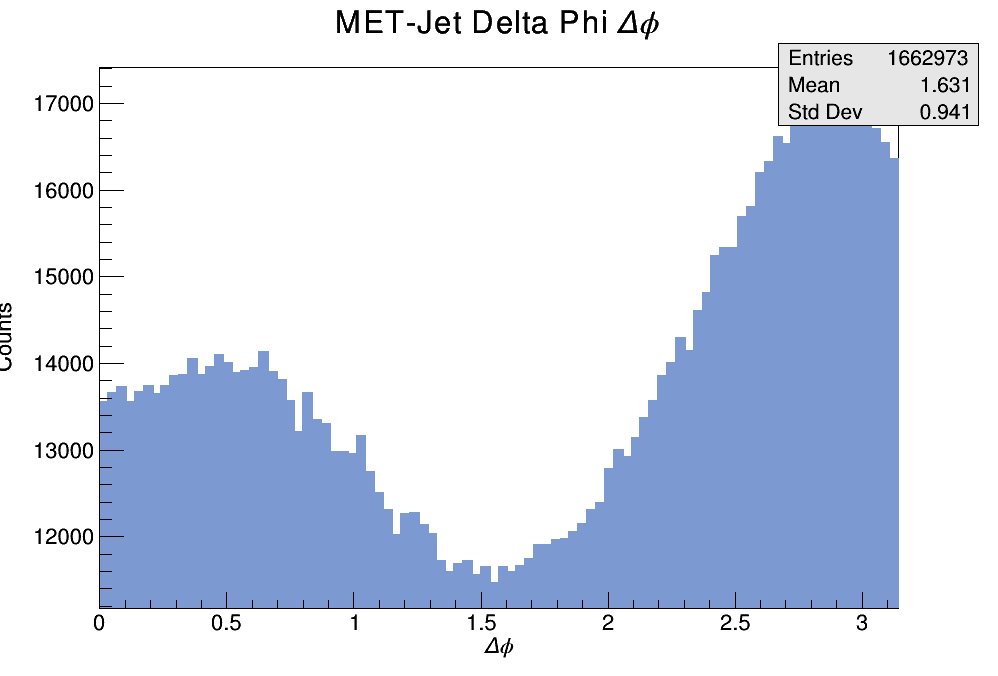 MET-Jet Delta Phi Δϕ
Entries 1662973
Mean 1.631
Std Dev 0.941
17000
16000
15000
14000
13000
12000
Counts
0 0.5 1 1.5 2 2.5 3
Δϕ